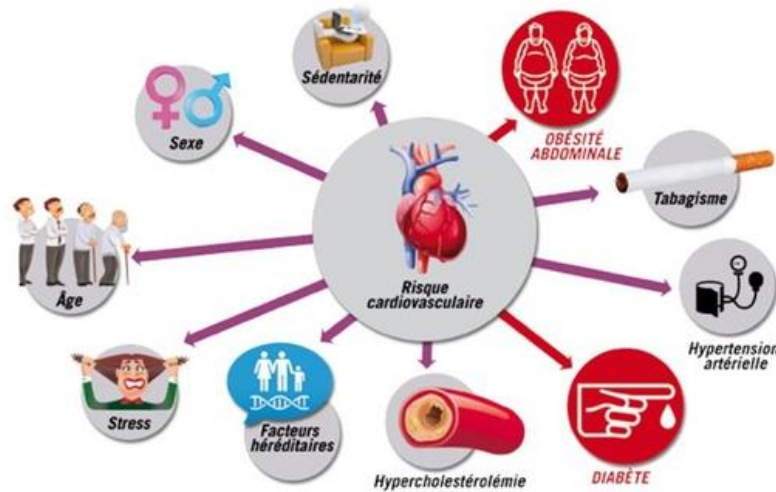 Sédentarité
OBÉSITÉ
ABDOMINALE
Sexe
Tabagisme
Âge
Risque
cardiovasculaire
Hypertension
artérielle
Stress
Facteurs
héréditaires
Hypercholestérolémie
DIABÈTE